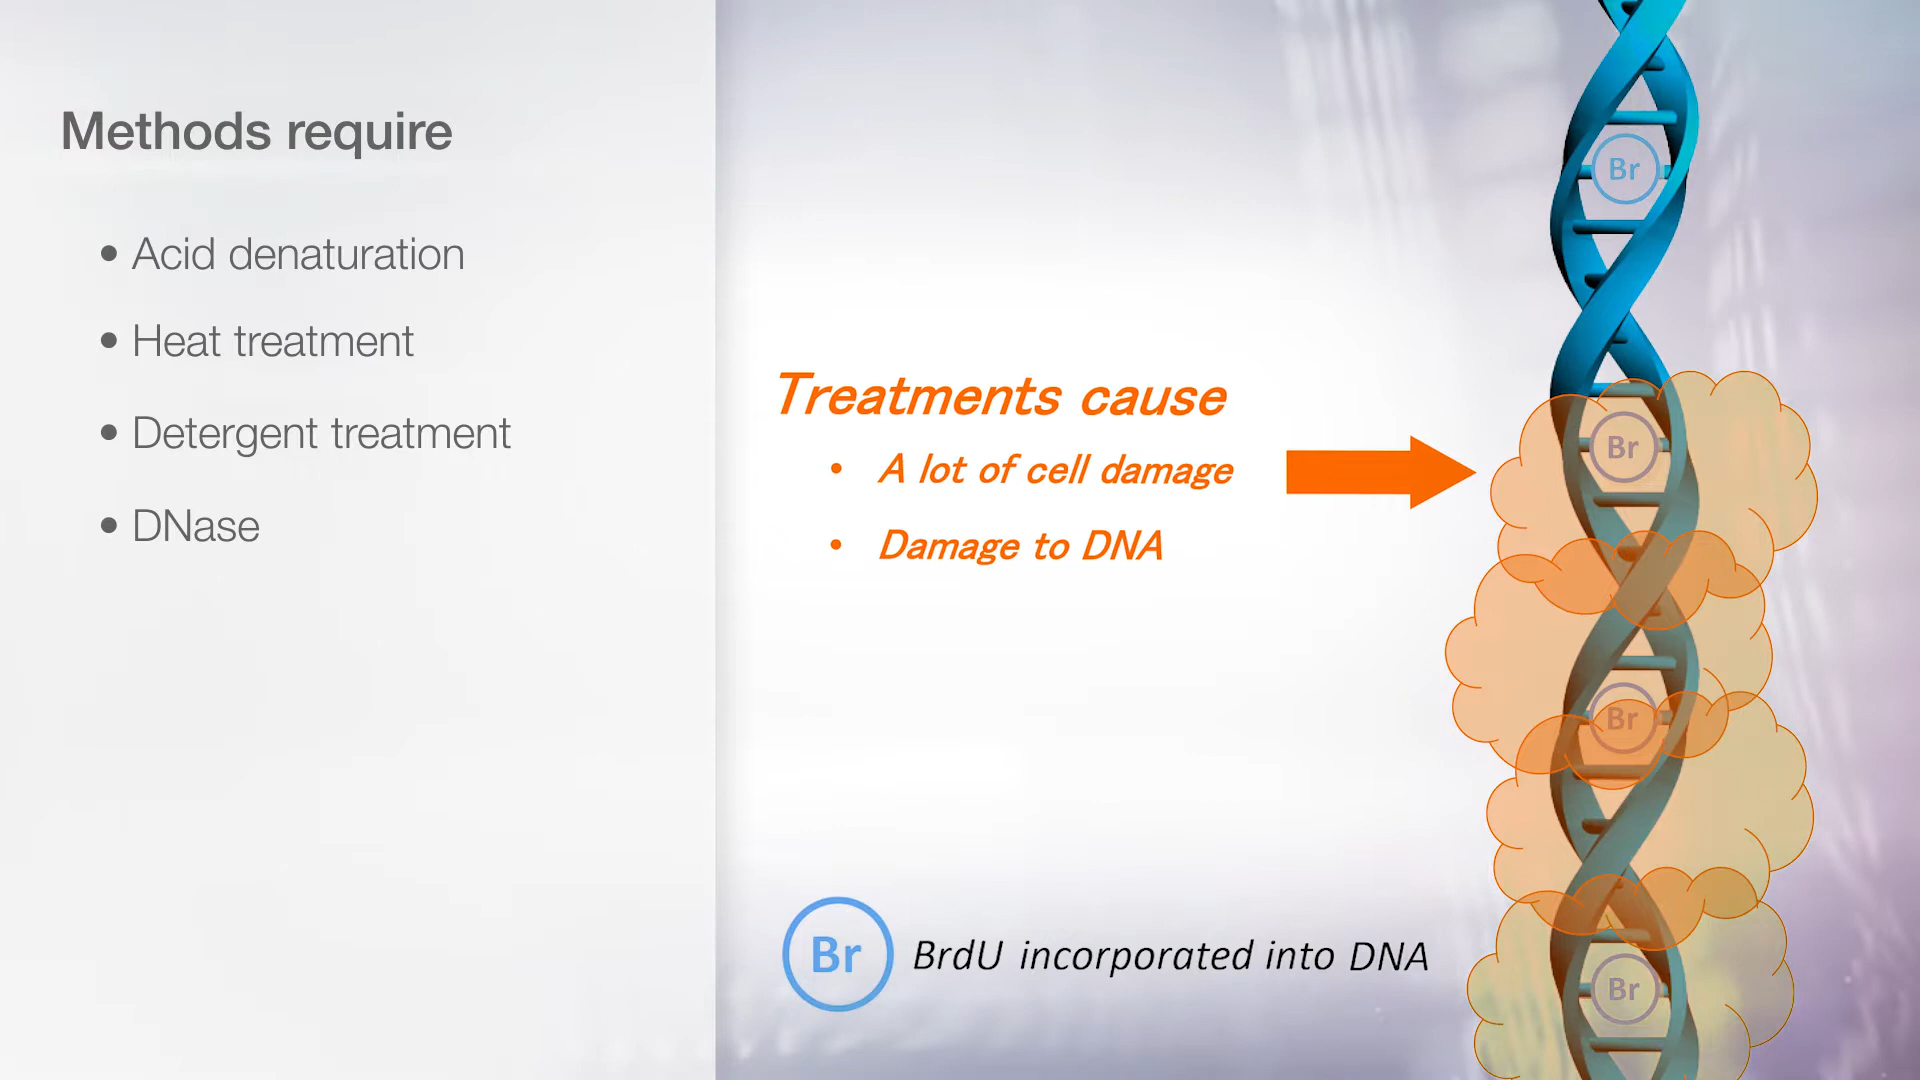 Methods require
• Acid denaturation
• Heat treatment
• Detergent treatment
• DNase
Treatments cause
• A lot of cell damage
• Damage to DNA
Br
Br
Br
Br
Br BrdU incorporated into DNA